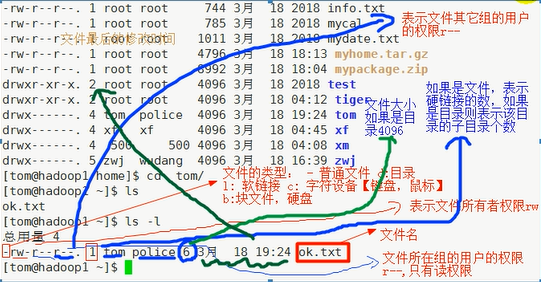 -rw-r--r--. 1 root root 744 3月 18 2018 info.txt
-rw-r--r--. 1 root root 785 3月 18 2018 mycal
-rw-r--r--. 1 root root 1011 3月 18 2018 mydate.txt
交件最后的修改时间
-rw-r--r--. 1 root root 4796 3月 18 18:13 myhome.tar.gz
-rw-r--r--. 1 root root 8992 3月 18 18:04 mypackage.zip
drwxr-xr-x. 2 root root 4096 3月 18 2018 test
drwxr-xr-x. 2 root root 4096 3月 18 04:12 tiger
drwx------. 4 tom police 4096 3月 18 19:24 tom
drwx------. 4 xf xf 4096 3月 18 04:45 xf
drwx------. 4 500 500 4096 3月 18 04:08 xm
drwx------. 5 zwj wudang 4096 3月 18 16:39 zwj
表示文件其它组的用户
的权限r--
文件大小
如果是目
录4096
如果是文件，表示
硬链接的数，如果
是目录则表示该目
录的子目录个数
[tom@hadoop1 home]$ cd tom/
[tom@hadoop1 ~]$ ls
ok.txt
[tom@hadoop1 ~]$ ls -l
文件的类型： - 普通文件 d:目录
l: 软链接 c: 字符设备【键盘，鼠标】
b:块文件，硬盘
表示文件所有者权限rw
总用量 4
文件名
-rw-r--r--. 1 tom police 6 3月 18 19:24 ok.txt
[tom@hadoop1 ~]$
文件所在组的用户的权限
r--,只有读权限